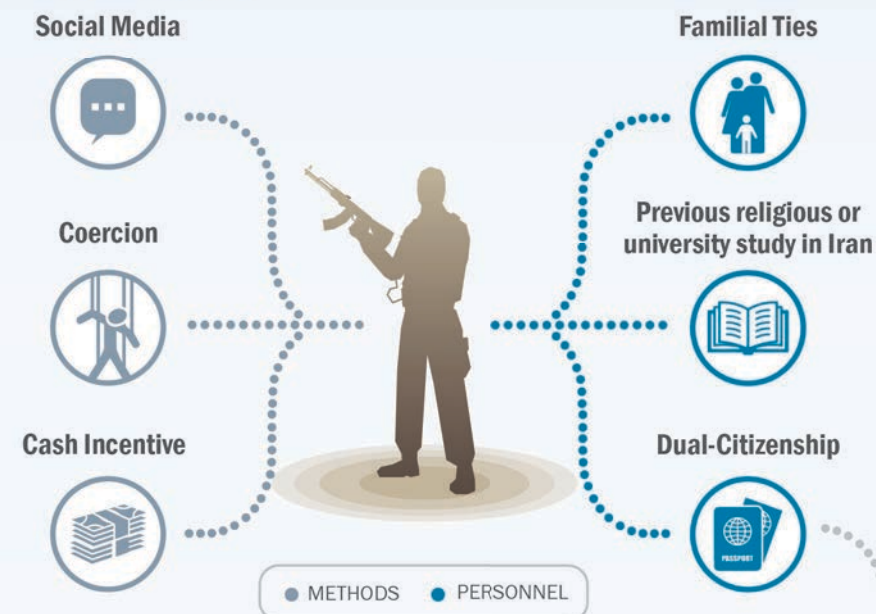 Social Media
Coercion
Cash Incentive
Familial Ties
Previous religious or
university study in Iran
Dual-Citizenship
PASSPORT
METHODS
PERSONNEL